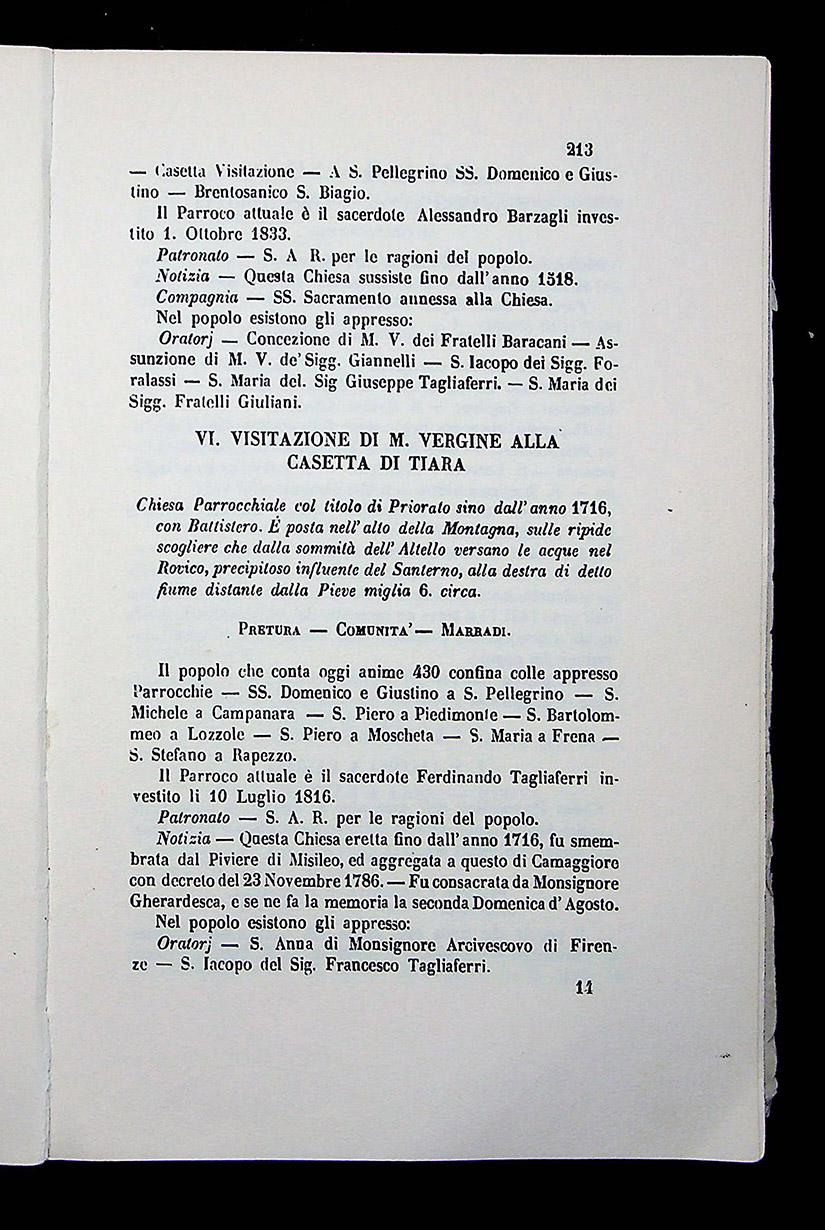 213
— Casetta Visitazione — A S. Pellegrino SS. Domenico e Gius-
tino — Brentosanico S. Biagio.
Il Parroco attuale è il sacerdote Alessandro Barzagli inves-
tito 1. Ottobre 1833.
Patronato — S. A R. per le ragioni del popolo.
Notizia — Questa Chiesa sussiste fino dall'anno 1518.
Compagnia — SS. Sacramento annessa alla Chiesa.
Nel popolo esistono gli appresso:
Oratorj — Concezione di M. V. dei Fratelli Baracani — As-
sunzione di M. V. de' Sigg. Giannelli — S. Iacopo dei Sigg. Fo-
ralassi — S. Maria del. Sig Giuseppe Tagliaferri. — S. Maria dei
Sigg. Fratelli Giuliani.
VI. VISITAZIONE DI M. VERGINE ALLA
CASETTA DI TIARA
Chiesa Parrocchiale col titolo di Priorato sino dall' anno 1716,
con Battistero. È posta nell' alto della Montagna, sulle ripide
scogliere che dalla sommità dell' Altello versano le acque nel
Rovico, precipitoso influente del Santerno, alla destra di detto
fiume distante dalla Pieve miglia 6. circa.
PRETURA — COMUNITA' — MARRADI.
Il popolo che conta oggi anime 430 confina colle appresso
Parrocchie — SS. Domenico e Giustino a S. Pellegrino — S.
Michele a Campanara — S. Piero a Piedimonte — S. Bartolom-
meo a Lozzole — S. Piero a Moscheta — S. Maria a Frena —
S. Stefano a Rapezzo.
Il Parroco attuale è il sacerdote Ferdinando Tagliaferri in-
vestito li 10 Luglio 1816.
Patronato — S. A. R. per le ragioni del popolo.
Notizia — Questa Chiesa eretta fino dall' anno 1716, fu smem-
brata dal Piviere di Misileo, ed aggregata a questo di Camaggiore
con decreto del 23 Novembre 1786. — Fu consacrata da Monsignore
Gherardesca, e se ne fa la memoria la seconda Domenica d' Agosto.
Nel popolo esistono gli appresso:
Oratorj — S. Anna di Monsignore Arcivescovo di Firen-
ze — S. Iacopo del Sig. Francesco Tagliaferri.
14